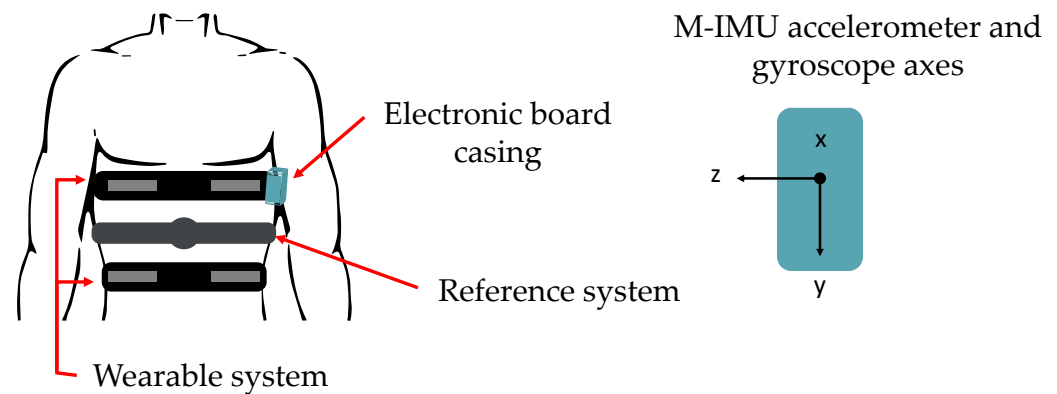 M-IMU accelerometer and
gyroscope axes
Electronic board
casing
x
z
y
Reference system
Wearable system